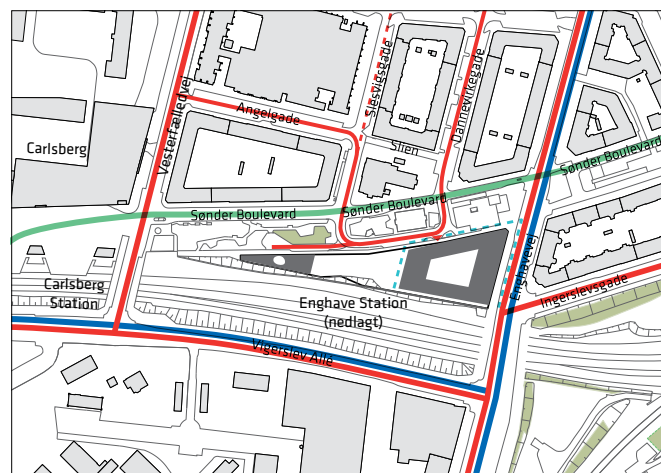 Slesvigsgade
Dannevirkegade
Vesterfælledvej
Angelgade
Slien
Carlsberg
Sønder Boulevard
Sønder Boulevard
Sønder Boulevard
Enghavevej
Carlsberg
Station
Enghave Station
(nedlagt)
Ingerslevsgade
Vigerslev Allé